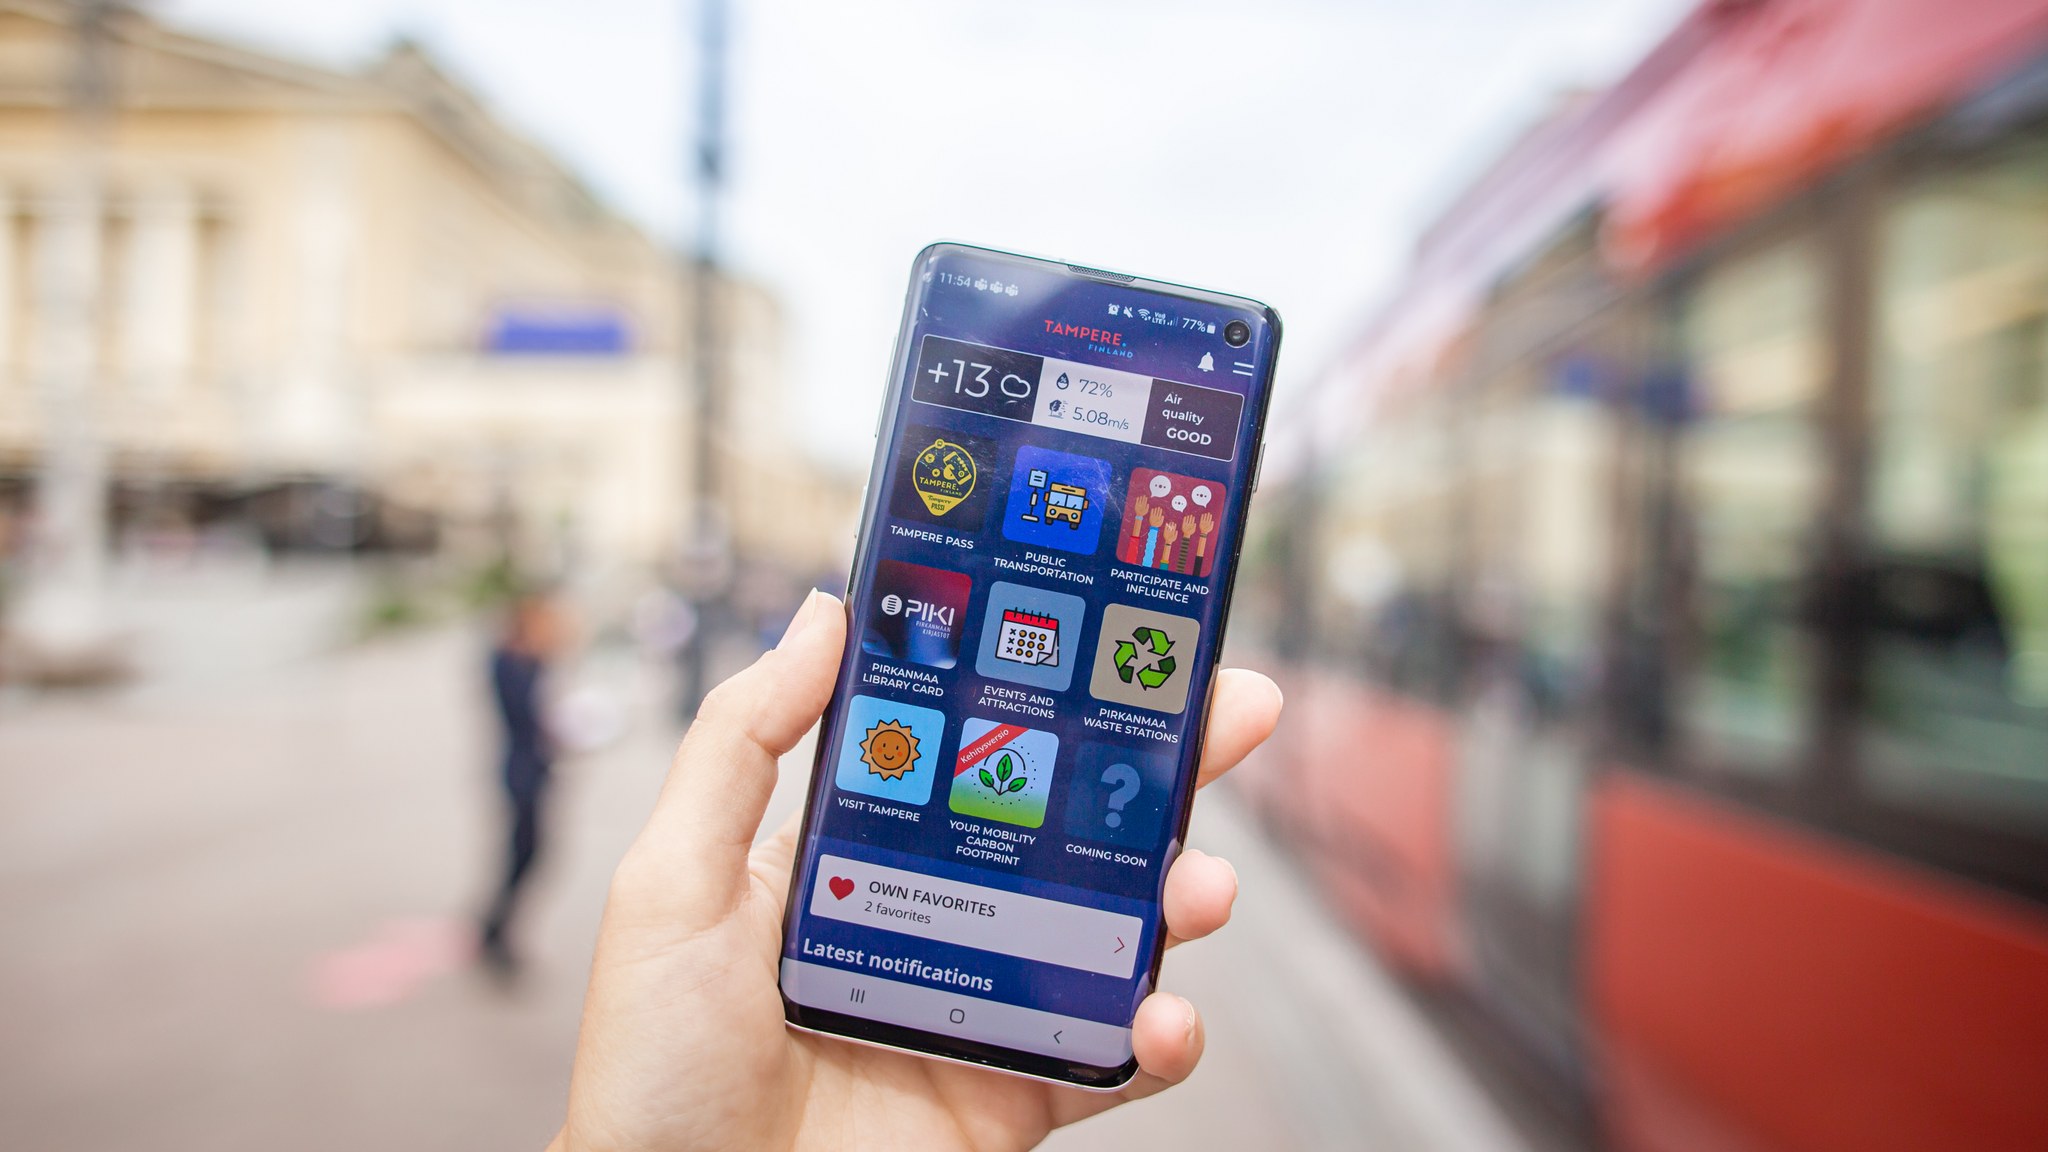 11:54
77%
TAMPERE.
FINLAND
+13
72%
5.08m/s
Air
quality
GOOD
TAMPERE.
FINLAND
Tampere
PASS
TAMPERE PASS
PUBLIC
TRANSPORTATION
PARTICIPATE AND
INFLUENCE
PIKI
PIRKANMAAN
KIRJASTOT
PIRKANMAA
LIBRARY CARD
EVENTS AND
ATTRACTIONS
PIRKANMAA
WASTE STATIONS
VISIT TAMPERE
Kehitysversio
YOUR MOBILITY
CARBON
FOOTPRINT
?
COMING SOON
OWN FAVORITES
2 favorites
Latest notifications